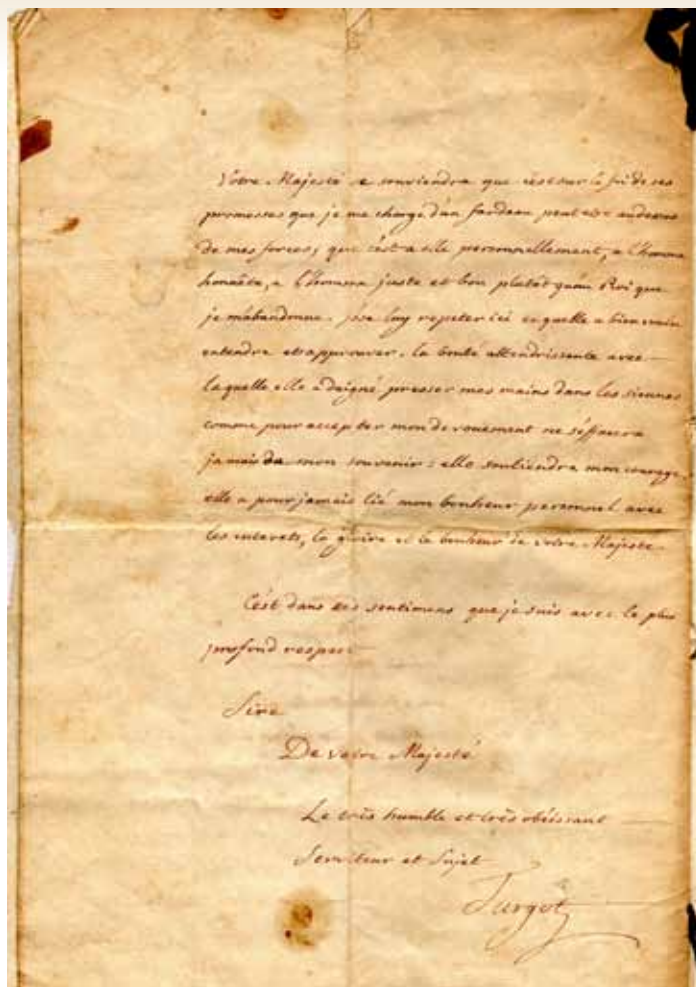 Votre Majesté se souviendra que c'est sur la foi de ses
promesses que je me charge d'un fardeau peut etre audessus
de mes forces, que c'est a elle personnellement, a l'homme
honnête, a l'homme juste et bon plutôt qu'au Roi que
je m'abandonne. j'ose luy repeter ici ce qu'elle a bien voulu
entendre et approuver. la bonté attendrissante avec
laquelle elle a daigné presser mes mains dans les siennes
comme pour accepter mon devouement ne s'effacera
jamais de mon souvenir: elle soutiendra mon courage.
elle a pour jamais lié mon bonheur personnel avec
les interets, la gloire et le bonheur de votre Majesté.
C'est dans ces sentimens que je suis avec le plus
profond respect
Sire
De votre Majesté
Le très humble et très obéissant
Serviteur et Sujet
Turgot